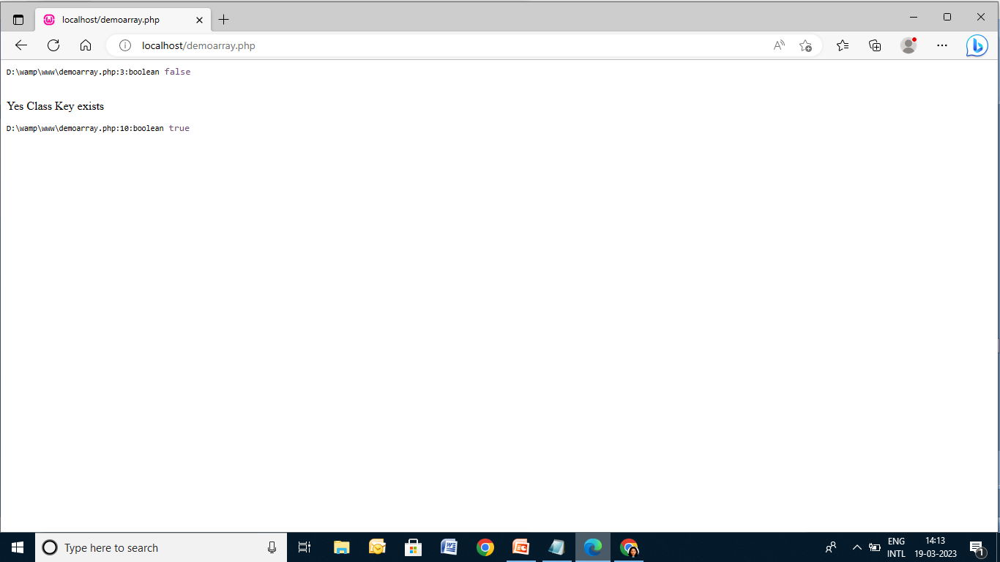 localhost/demoarray.php
localhost/demoarray.php
D:\wamp\www\demoarray.php:3:boolean false
Yes Class Key exists
D:\wamp\www\demoarray.php:10:boolean true
Type here to search
ENG
INTL
14:13
19-03-2023
1